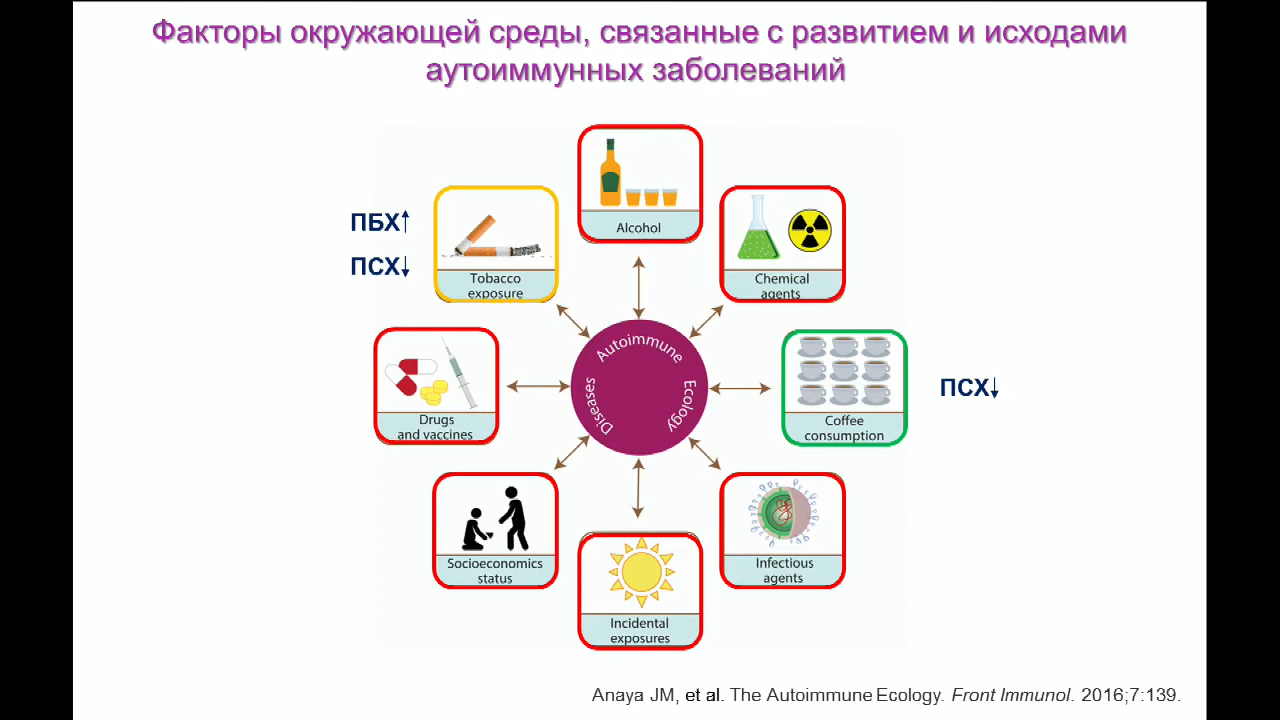 Факторы окружающей среды, связанные с развитием и исходами
аутоиммунных заболеваний
Alcohol
ПБХ↑
ПСХ↓
Tobacco
exposure
Chemical
agents
Autoimmune
Ecology
Diseases
Drugs
and vaccines
Coffee
consumption
ПСХ↓
Socioeconomics
status
Infectious
agents
Incidental
exposures
Anaya JM, et al. The Autoimmune Ecology. Front Immunol. 2016;7:139.